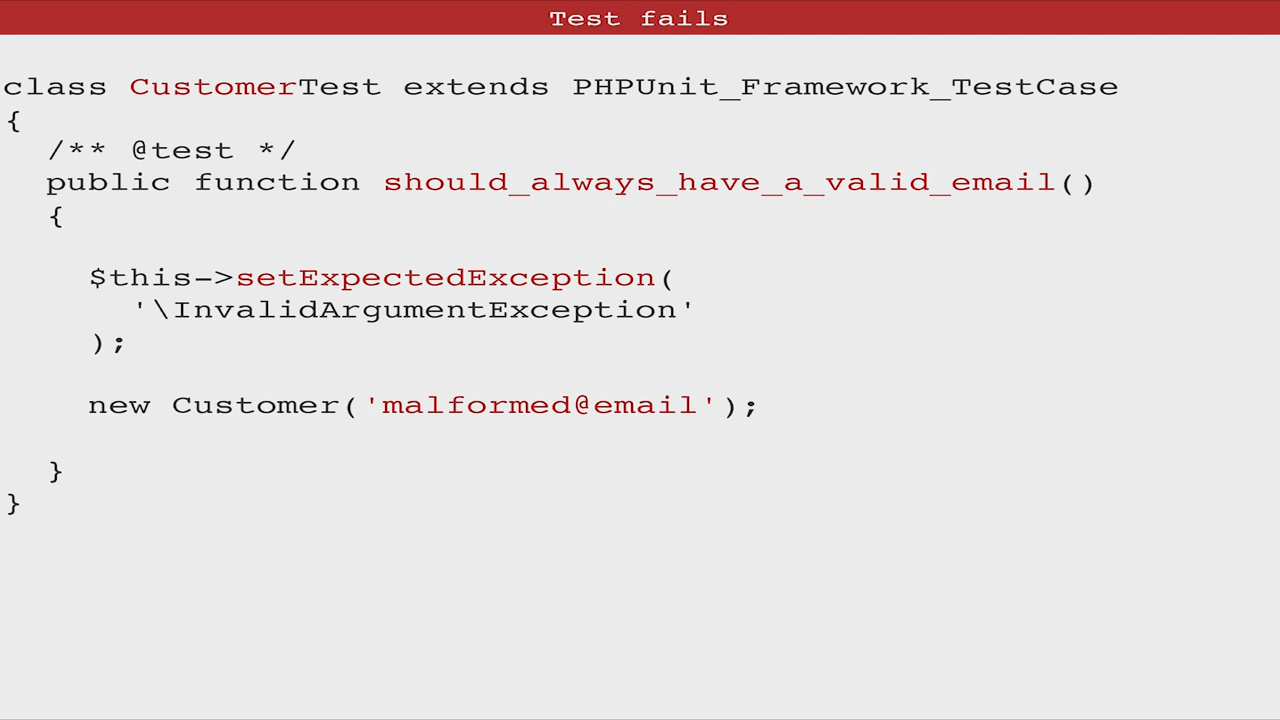 Test fails
class CustomerTest extends PHPUnit_Framework_TestCase
{
/** @test */
public function should_always_have_a_valid_email()
{
$this->setExpectedException(
'\InvalidArgumentException'
);
new Customer('malformed@email');
}
}